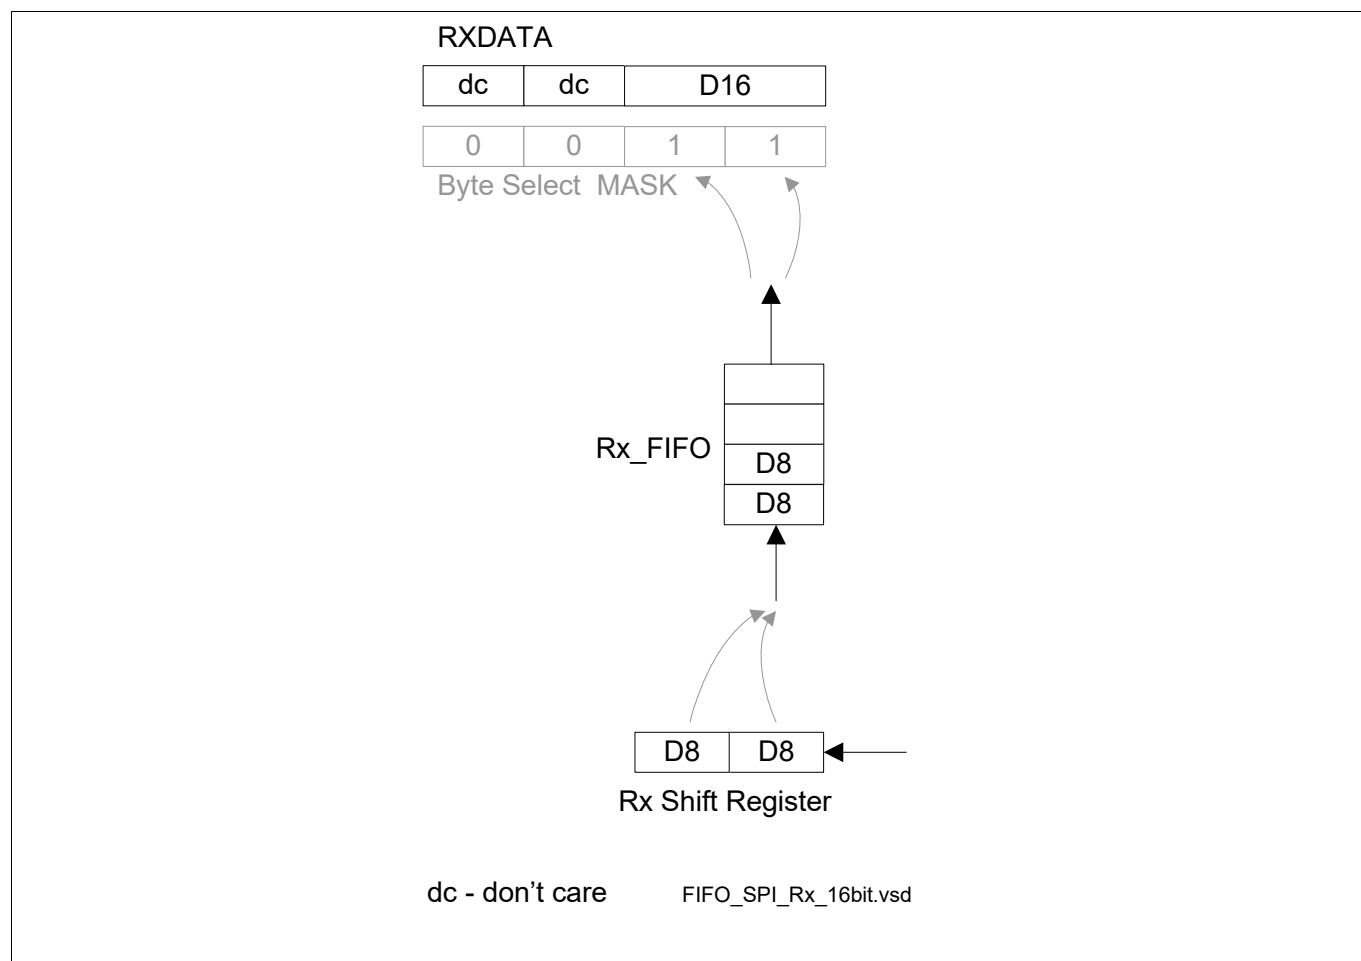 RXDATA
dc dc D16
0 0 1 1
Byte Select MASK
Rx_FIFO
D8
D8
D8 D8
Rx Shift Register
dc - don't care FIFO_SPI_Rx_16bit.vsd